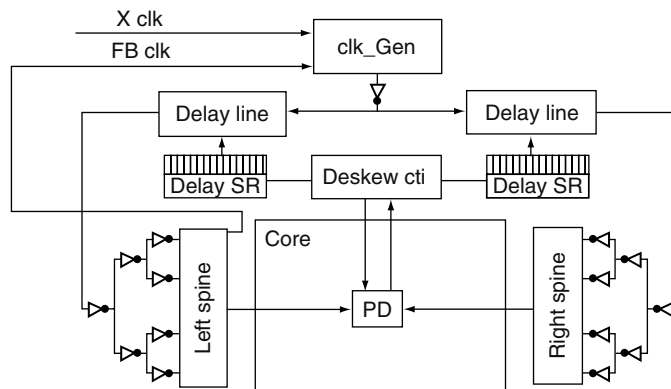 X clk
FB clk
clk_Gen
Delay line
Delay line
Delay SR
Deskew cti
Delay SR
Core
Left spine
PD
Right spine